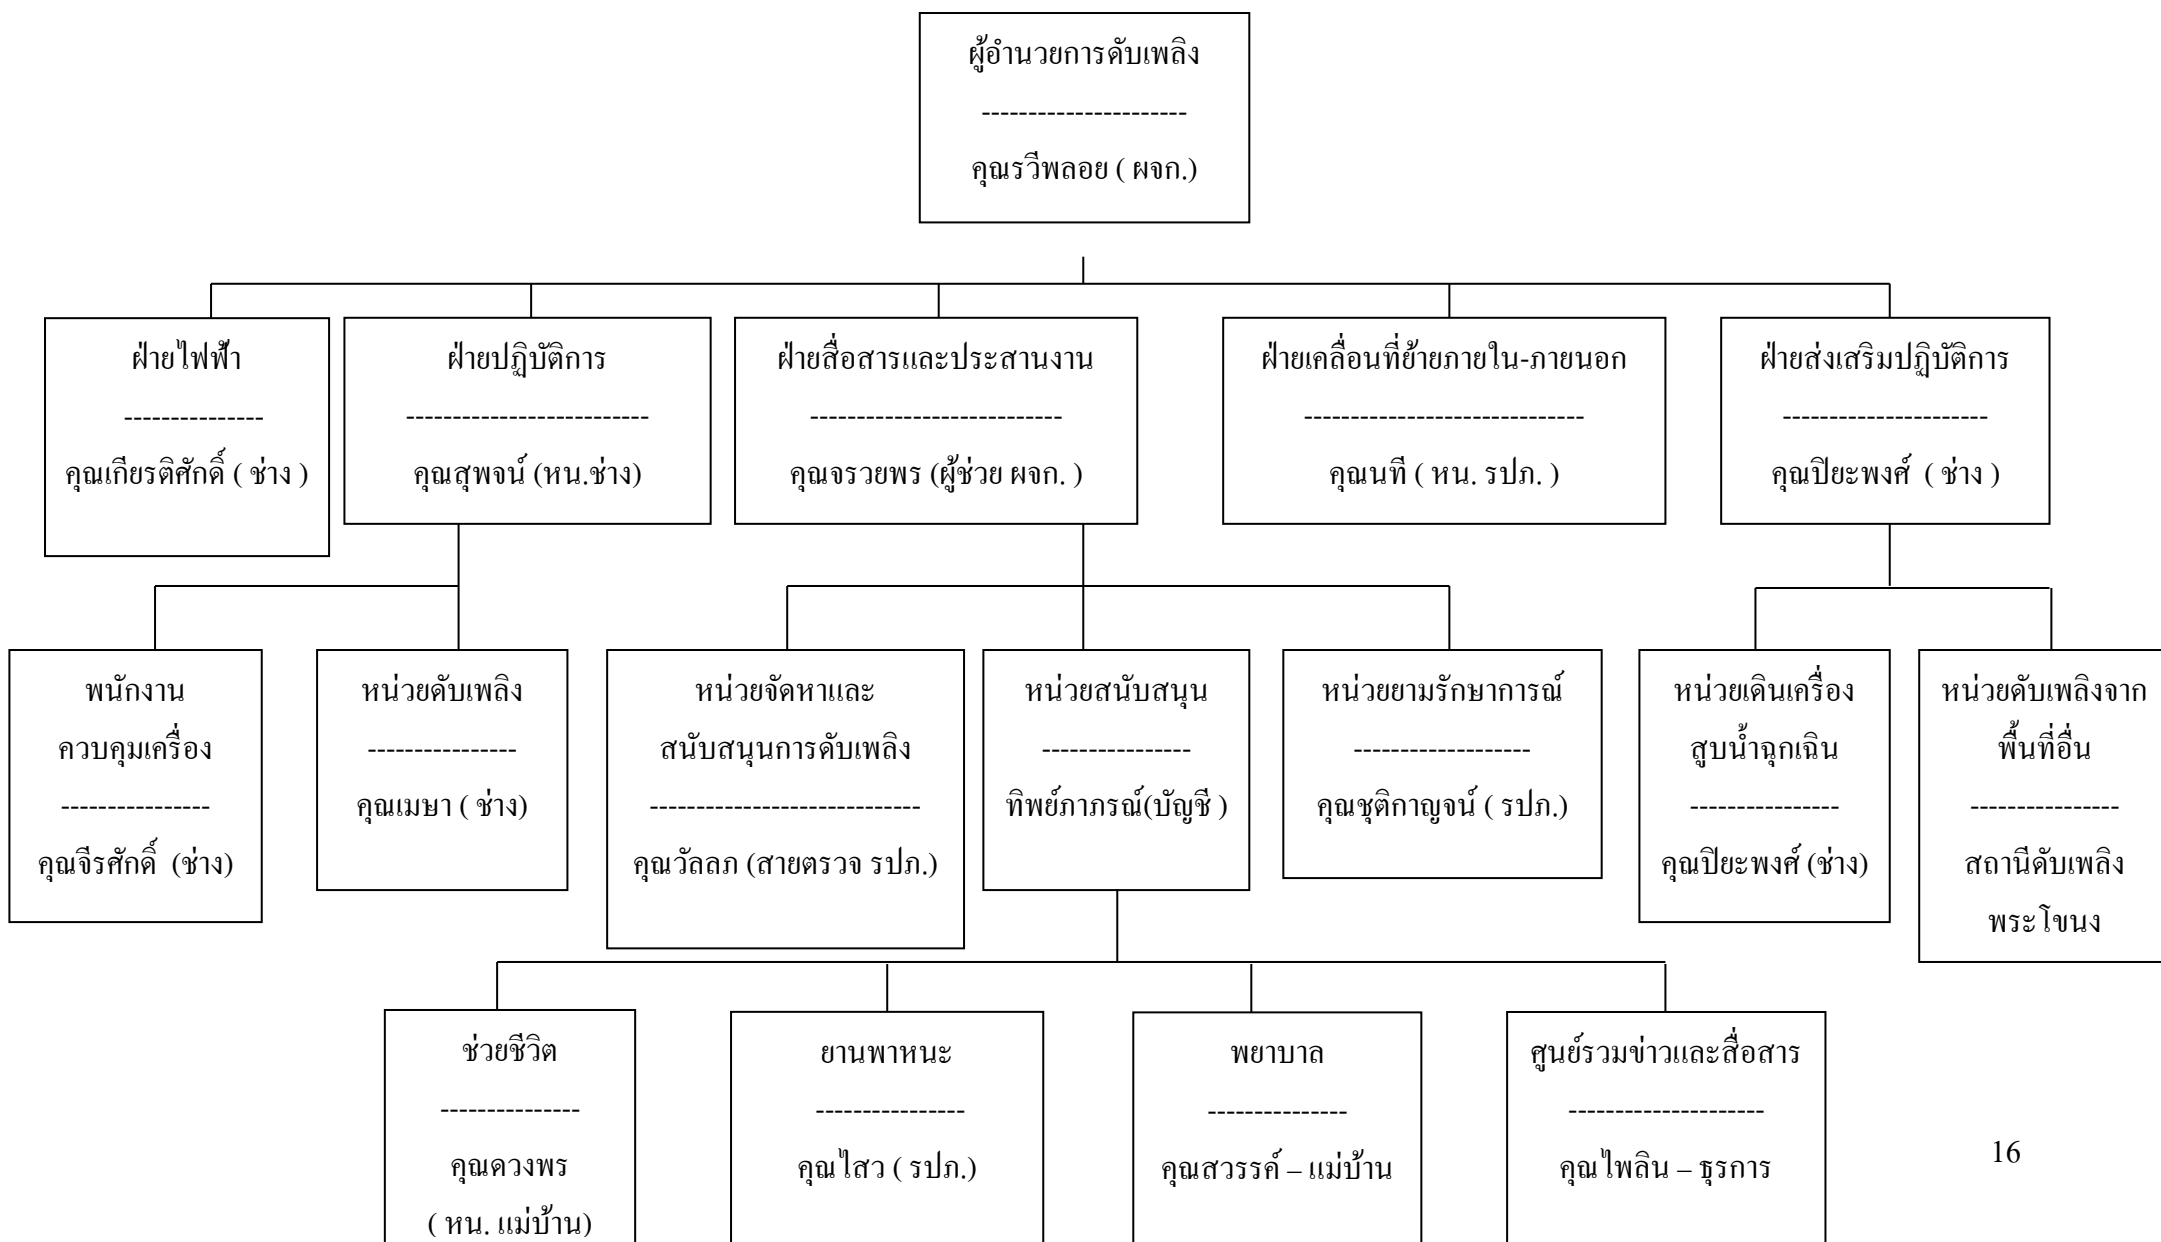 ผู้อำนวยการดับเพลิง
----------------------
คุณรวีพลอย ( ผจก.)
ฝ่ายไฟฟ้า
---------------
คุณเกียรติศักดิ์ ( ช่าง )
ฝ่ายปฏิบัติการ
--------------------------
คุณสุพจน์ (หน.ช่าง)
ฝ่ายสื่อสารและประสานงาน
---------------------------
คุณจรวยพร (ผู้ช่วย ผจก. )
ฝ่ายเคลื่อนที่ย้ายภายใน-ภายนอก
------------------------------
คุณนที ( หน. รปภ. )
ฝ่ายส่งเสริมปฏิบัติการ
----------------------
คุณปิยะพงศ์ ( ช่าง )
พนักงาน
ควบคุมเครื่อง
----------------
คุณจีรศักดิ์ (ช่าง)
หน่วยดับเพลิง
----------------
คุณเมษา ( ช่าง)
หน่วยจัดหาและ
สนับสนุนการดับเพลิง
-----------------------------
คุณวัลลภ (สายตรวจ รปภ.)
หน่วยสนับสนุน
----------------
ทิพย์ภาภรณ์(บัญชี )
หน่วยยามรักษาการณ์
-------------------
คุณชุติกาญจน์ ( รปภ.)
หน่วยเดินเครื่อง
สูบน้ำฉุกเฉิน
----------------
คุณปิยะพงศ์ (ช่าง)
หน่วยดับเพลิงจาก
พื้นที่อื่น
----------------
สถานีดับเพลิง
พระโขนง
ช่วยชีวิต
---------------
คุณดวงพร
( หน. แม่บ้าน)
ยานพาหนะ
----------------
คุณไสว ( รปภ.)
พยาบาล
---------------
คุณสวรรค์ – แม่บ้าน
ศูนย์รวมข่าวและสื่อสาร
---------------------
คุณไพลิน – ธุรการ
16